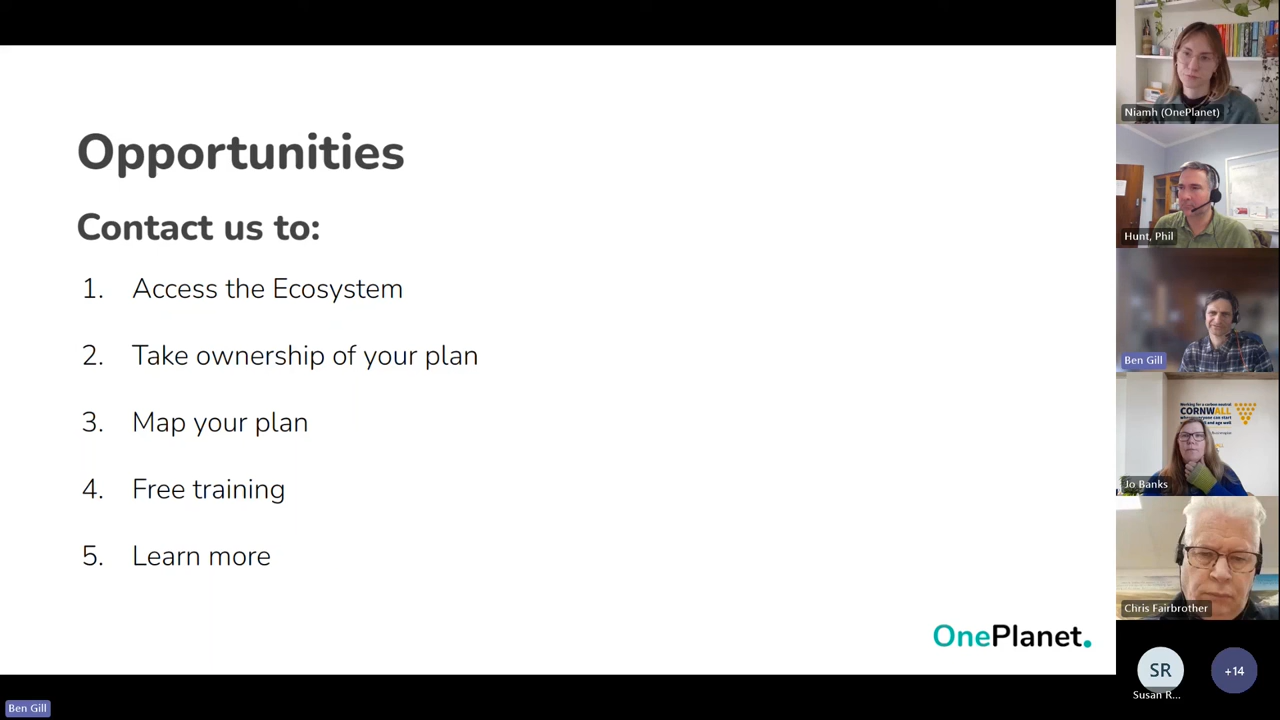 Opportunities
Contact us to:
1. Access the Ecosystem
2. Take ownership of your plan
3. Map your plan
4. Free training
5. Learn more
OnePlanet.
Ben Gill
Niamh (OnePlanet)
Hunt, Phil
Ben Gill
CORNWALL
Jo Banks
Chris Fairbrother
SR
Susan R...
+14